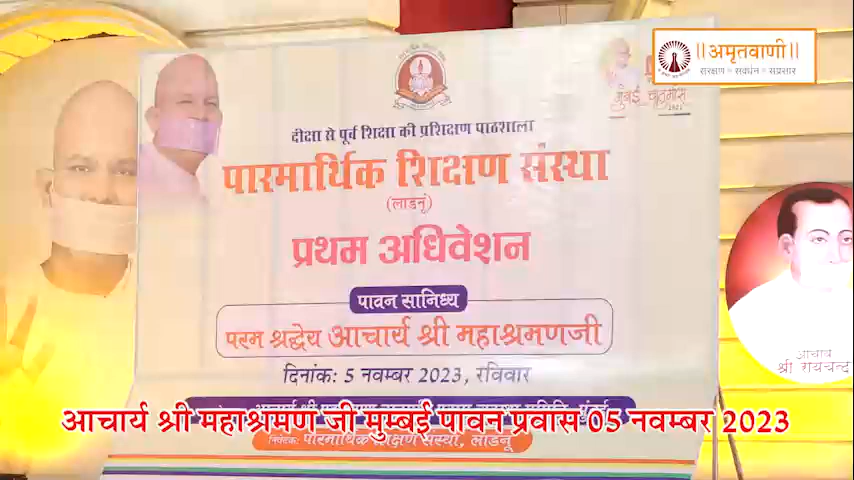 ॥अमृतवाणी॥
संरक्षण - संवर्धन - संप्रसार
मुंबई चातुर्मास
दीक्षा से पूर्व शिक्षा की प्रशिक्षण पाठशाला
पारमार्थिक शिक्षण संस्था
(लाडनूं)
प्रथम अधिवेशन
पावन सानिध्य
परम श्रद्धेय आचार्य श्री महाश्रमणजी
दिनांक: 5 नवम्बर 2023, रविवार
आचार्य श्री महाश्रमण जी मुम्बई पावन प्रवास 05 नवम्बर 2023
निवेदक: पारमार्थिक शिक्षण संस्था, लाडनूं
आचार्य
श्री रायचन्द